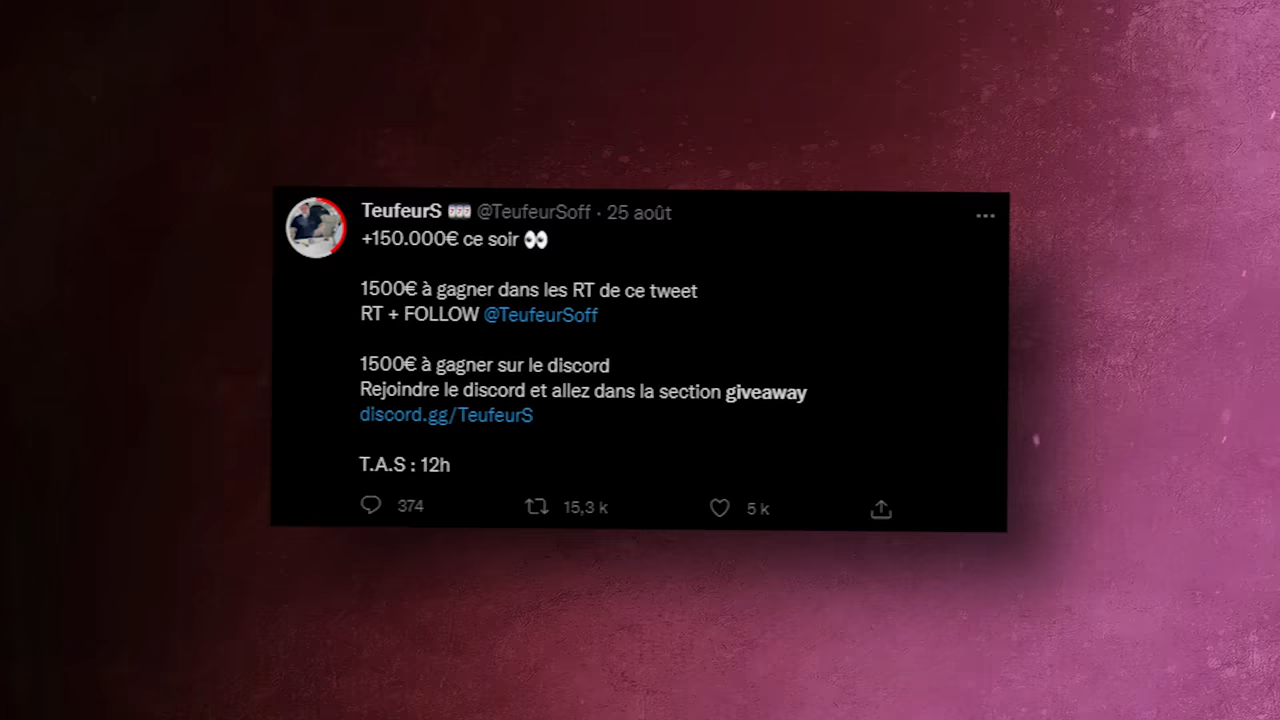 TeufeurS 🎰 @TeufeurSoff · 25 août
+150.000€ ce soir 👀
1500€ à gagner dans les RT de ce tweet
RT + FOLLOW @TeufeurSoff
1500€ à gagner sur le discord
Rejoindre le discord et allez dans la section giveaway
discord.gg/TeufeurS
T.A.S : 12h
374 15,3 k 5 k